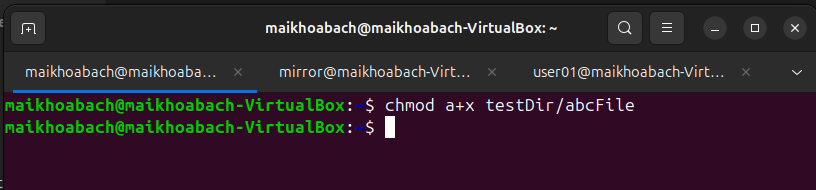 maikhoabach@maikhoabach-VirtualBox: ~
maikhoabach@maikhoaba… mirror@maikhoabach-Virt… user01@maikhoabach-Virt…
maikhoabach@maikhoabach-VirtualBox:~$ chmod a+x testDir/abcFile
maikhoabach@maikhoabach-VirtualBox:~$